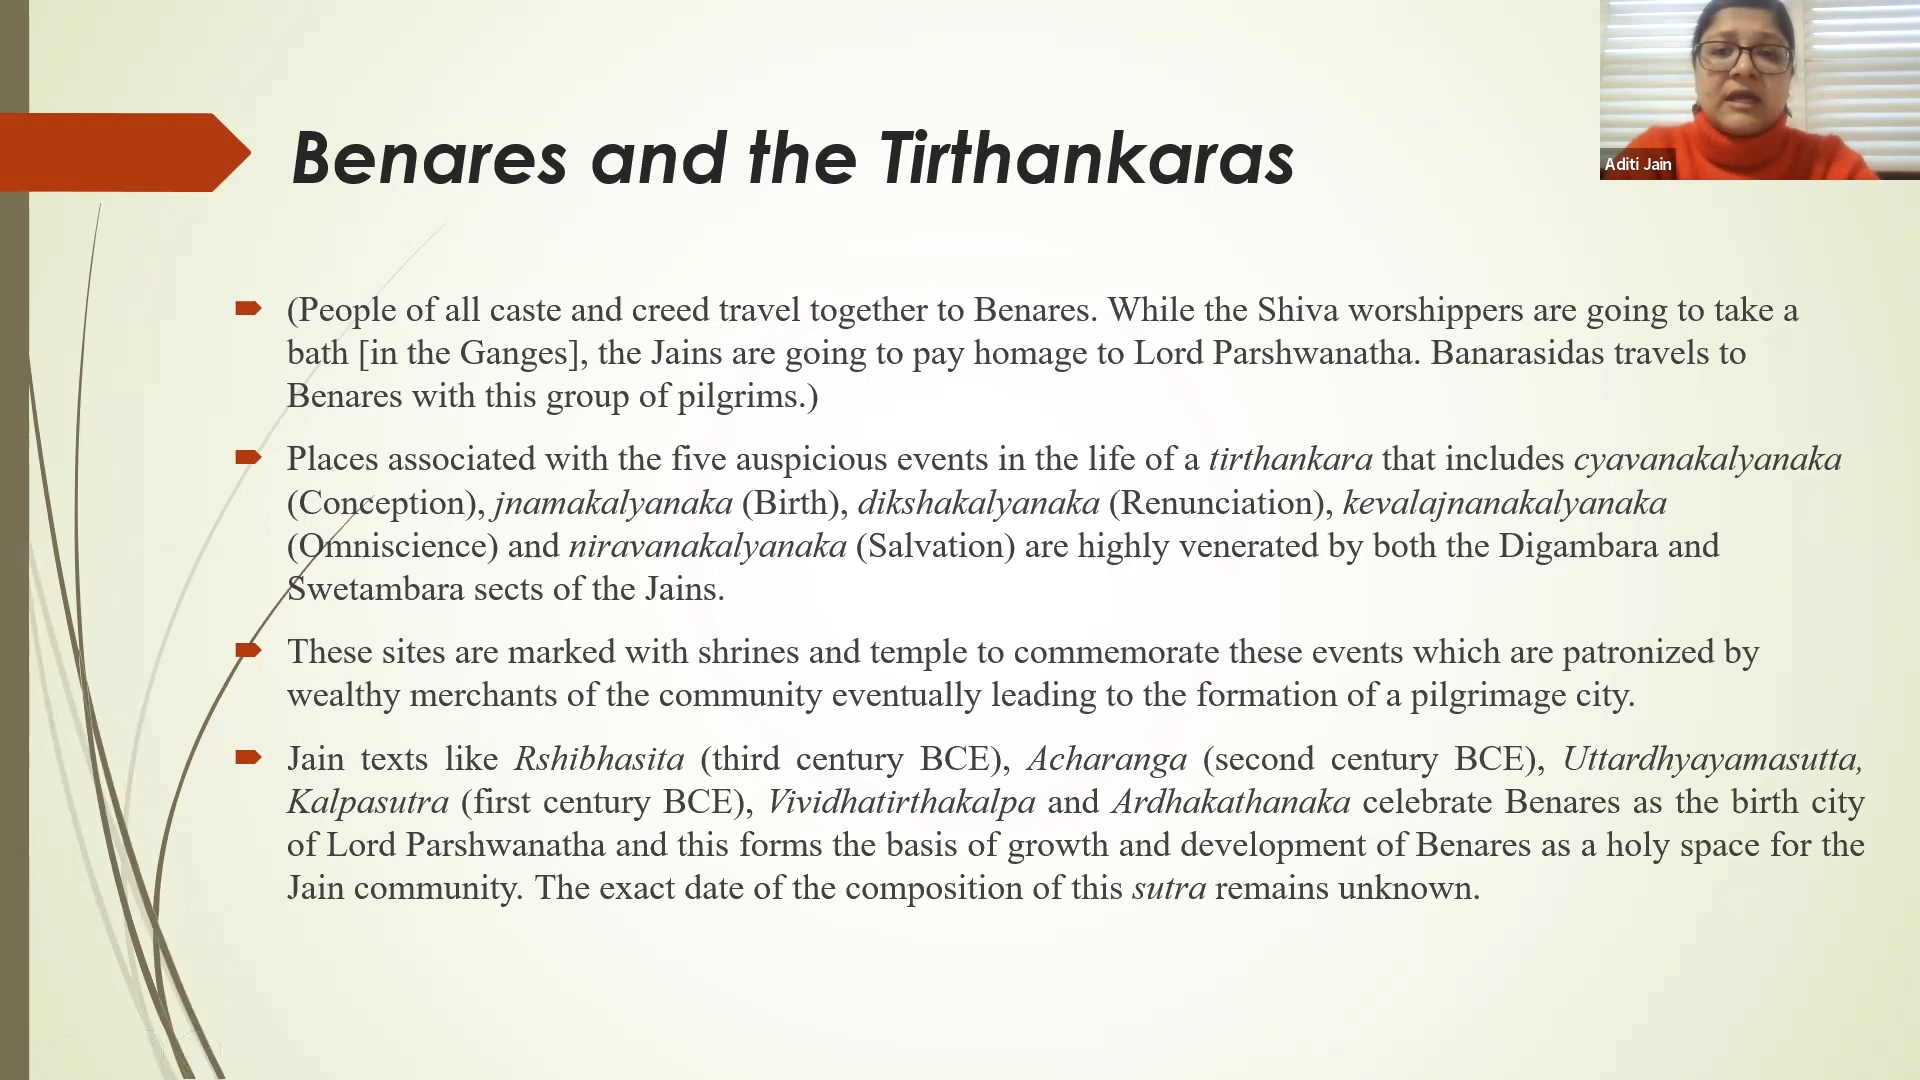 Benares and the Tirthankaras
Aditi Jain
(People of all caste and creed travel together to Benares. While the Shiva worshippers are going to take a
bath [in the Ganges], the Jains are going to pay homage to Lord Parshwanatha. Banarasidas travels to
Benares with this group of pilgrims.)
Places associated with the five auspicious events in the life of a tirthankara that includes cyavanakalyanaka
(Conception), jnamakalyanaka (Birth), dikshakalyanaka (Renunciation), kevalajnanakalyanaka
(Omniscience) and niravanakalyanaka (Salvation) are highly venerated by both the Digambara and
Swetambara sects of the Jains.
These sites are marked with shrines and temple to commemorate these events which are patronized by
wealthy merchants of the community eventually leading to the formation of a pilgrimage city.
Jain texts like Rshibhasita (third century BCE), Acharanga (second century BCE), Uttardhyayamasutta,
Kalpasutra (first century BCE), Vividhatirthakalpa and Ardhakathanaka celebrate Benares as the birth city
of Lord Parshwanatha and this forms the basis of growth and development of Benares as a holy space for the
Jain community. The exact date of the composition of this sutra remains unknown.